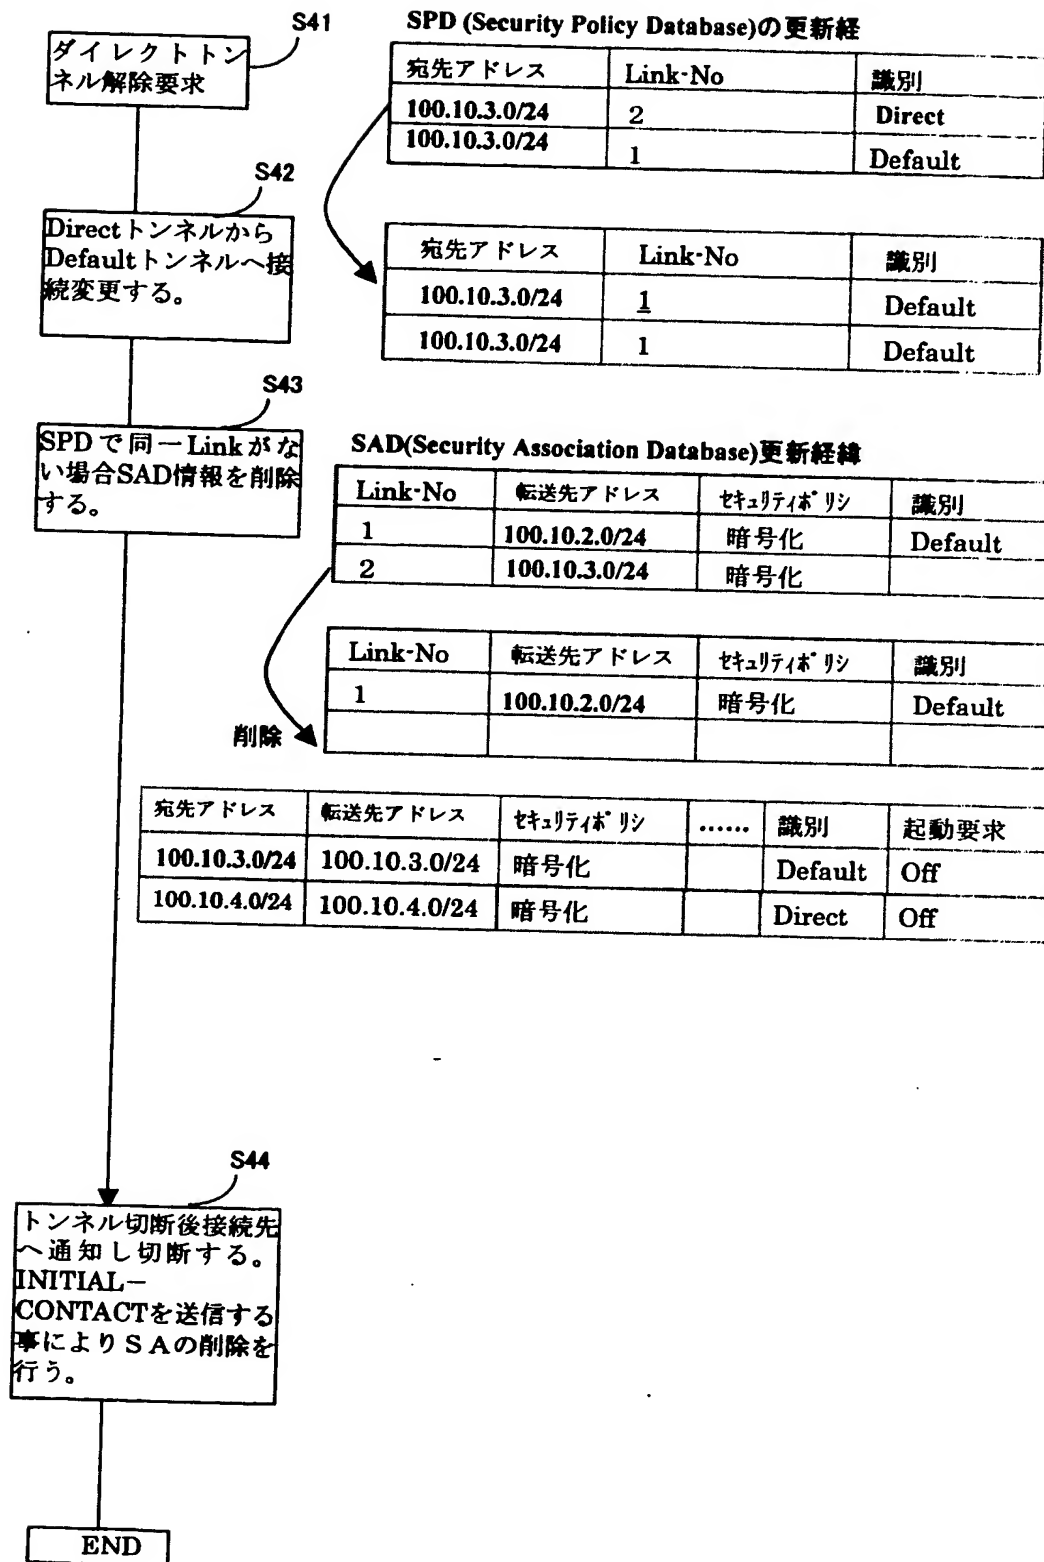 S41
ダイレクトトン
ネル解除要求
S42
Directトンネルから
Defaultトンネルへ接
続変更する。
S43
SPDで同一Linkがな
い場合SAD情報を削除
する。
SPD (Security Policy Database)の更新経
宛先アドレス Link-No 識別
100.10.3.0/24 2 Direct
100.10.3.0/24 1 Default
宛先アドレス Link-No 識別
100.10.3.0/24 1 Default
100.10.3.0/24 1 Default
SAD(Security Association Database)更新経緯
Link-No 転送先アドレス セキュリティポリシ 識別
1 100.10.2.0/24 暗号化 Default
2 100.10.3.0/24 暗号化
Link-No 転送先アドレス セキュリティポリシ 識別
1 100.10.2.0/24 暗号化 Default
削除
宛先アドレス 転送先アドレス セキュリティポリシ ...... 識別 起動要求
100.10.3.0/24 100.10.3.0/24 暗号化 Default Off
100.10.4.0/24 100.10.4.0/24 暗号化 Direct Off
S44
トンネル切断後接続先
へ通知し切断する。
INITIAL－
CONTACTを送信する
事によりＳＡの削除を
行う。
END